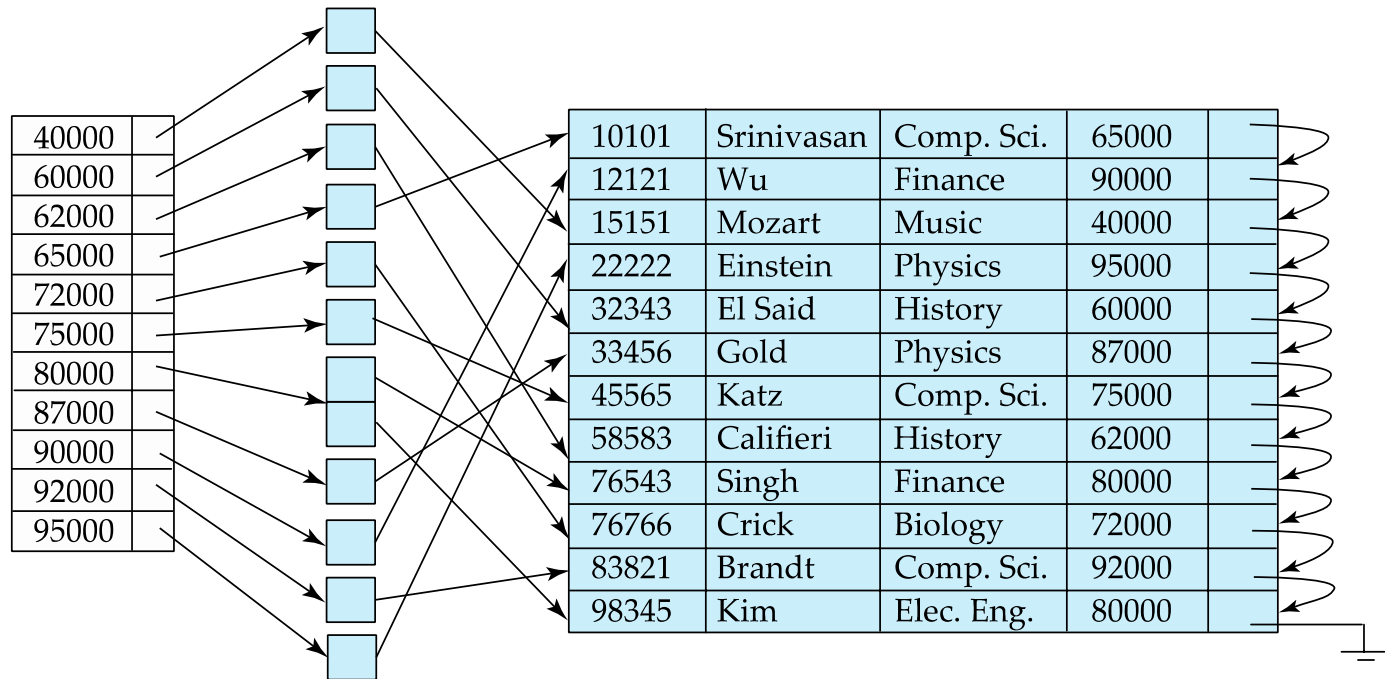 40000
60000
62000
65000
72000
75000
80000
87000
90000
92000
95000
10101 Srinivasan Comp. Sci. 65000
12121 Wu Finance 90000
15151 Mozart Music 40000
22222 Einstein Physics 95000
32343 El Said History 60000
33456 Gold Physics 87000
45565 Katz Comp. Sci. 75000
58583 Califieri History 62000
76543 Singh Finance 80000
76766 Crick Biology 72000
83821 Brandt Comp. Sci. 92000
98345 Kim Elec. Eng. 80000